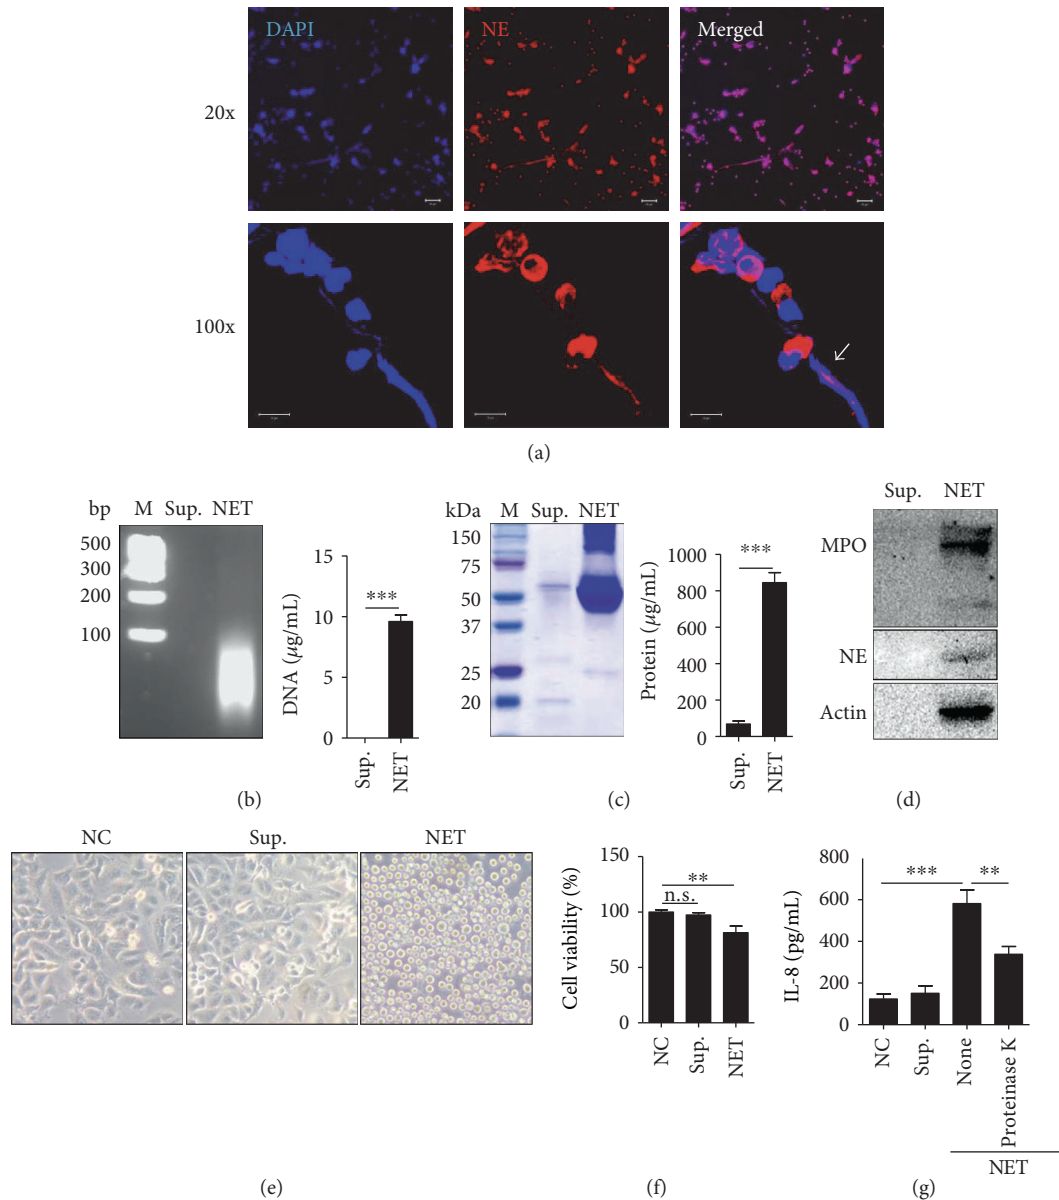 DAPI NE Merged
20x
100x
(a)
bp M Sup. NET
500
300
200
100
15
10
5
0
DNA (μg/mL)
Sup. NET
***
(b)
kDa M Sup. NET
150
75
50
37
25
20
1000
800
600
400
200
0
Protein (μg/mL)
Sup. NET
***
(c)
Sup. NET
MPO
NE
Actin
(d)
NC Sup. NET
(e)
150
100
50
0
Cell viability (%)
**
n.s.
NC Sup. NET
(f)
800
600
400
200
0
IL-8 (pg/mL)
*** **
NC Sup. None Proteinase K
NET
(g)